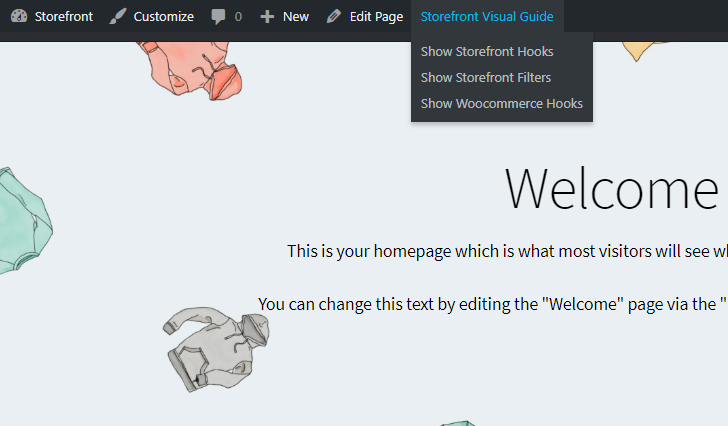 Storefront Customize 0 New Edit Page Storefront Visual Guide
Show Storefront Hooks
Show Storefront Filters
Show Woocommerce Hooks
Welcome
This is your homepage which is what most visitors will see
You can change this text by editing the "Welcome" page via the "